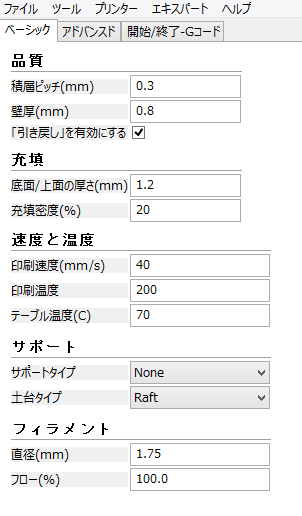 ファイル ツール プリンター エキスパート ヘルプ
ベーシック アドバンスド 開始/終了-Gコード
品質
積層ピッチ(mm) 0.3
壁厚(mm) 0.8
「引き戻し」を有効にする
充填
底面/上面の厚さ(mm) 1.2
充填密度(%) 20
速度と温度
印刷速度(mm/s) 40
印刷温度 200
テーブル温度(C) 70
サポート
サポートタイプ None
土台タイプ Raft
フィラメント
直径(mm) 1.75
フロー(%) 100.0